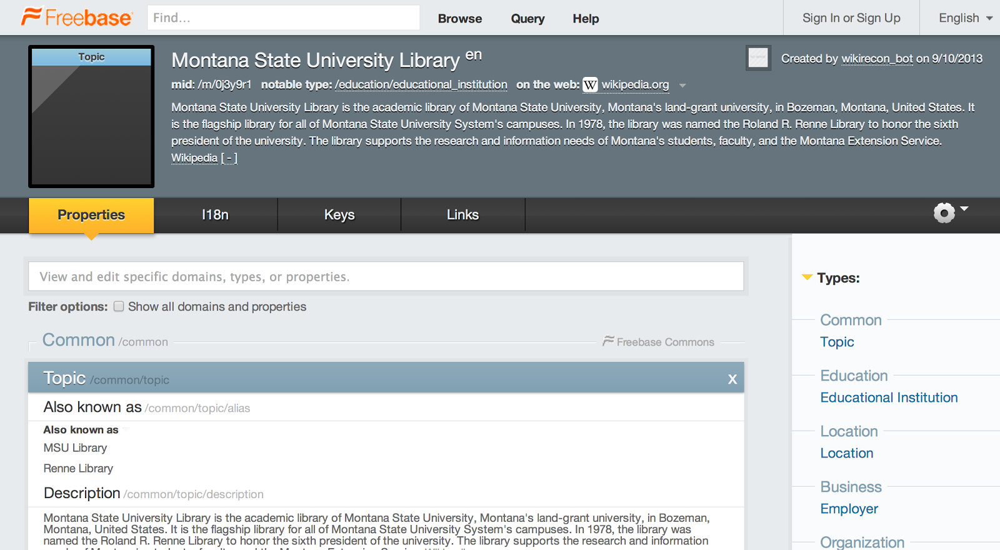 Freebase
Find...
Browse
Query
Help
Sign In or Sign Up
English
Topic
Montana State University Library en
Created by wikirecon_bot on 9/10/2013
mid: /m/0j3y9r1 notable type: /education/educational_institution on the web: W wikipedia.org
Montana State University Library is the academic library of Montana State University, Montana's land-grant university, in Bozeman, Montana, United States. It
is the flagship library for all of Montana State University System's campuses. In 1978, the library was named the Roland R. Renne Library to honor the sixth
president of the university. The library supports the research and information needs of Montana's students, faculty, and the Montana Extension Service.
Wikipedia [ - ]
Properties
I18n
Keys
Links
View and edit specific domains, types, or properties.
Filter options: Show all domains and properties
Common /common
Freebase Commons
Topic /common/topic
X
Also known as /common/topic/alias
Also known as
MSU Library
Renne Library
Description /common/topic/description
Montana State University Library is the academic library of Montana State University, Montana's land-grant university, in Bozeman,
Montana, United States. It is the flagship library for all of Montana State University System's campuses. In 1978, the library was
named the Roland R. Renne Library to honor the sixth president of the university. The library supports the research and information
Types:
Common
Topic
Education
Educational Institution
Location
Location
Business
Employer
Organization